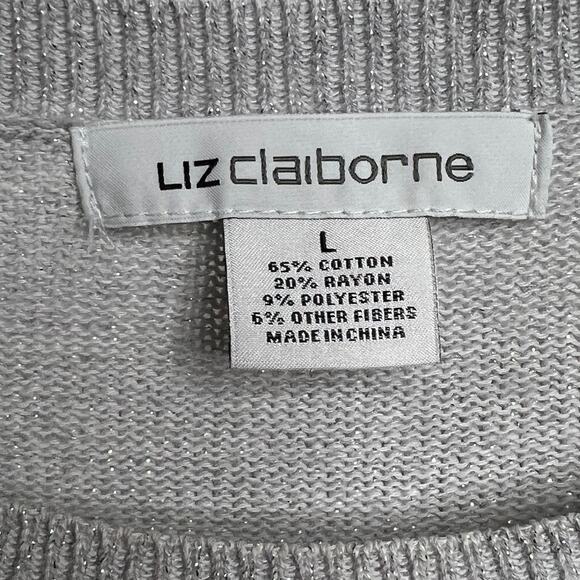 LIZ claiborne
L
65% COTTON
20% RAYON
9% POLYESTER
6% OTHER FIBERS
MADE IN CHINA